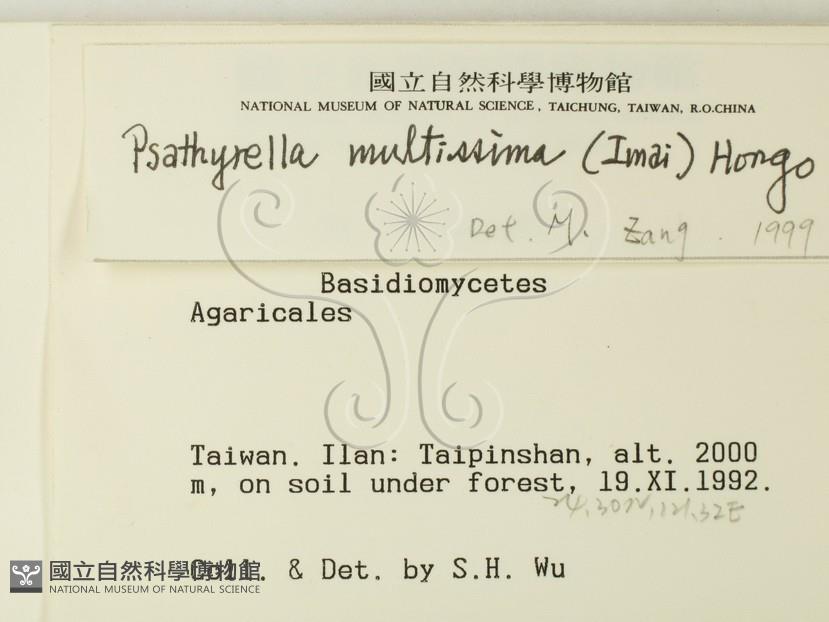 國立自然科學博物館
NATIONAL MUSEUM OF NATURAL SCIENCE, TAICHUNG, TAIWAN, R.O.CHINA
Psathyrella multissima (Imai) Hongo
Det. M. Zang. 1999
Basidiomycetes
Agaricales
Taiwan. Ilan: Taipinshan, alt. 2000
m, on soil under forest, 19.XI.1992.
24.30N, 121.32E
Coll. & Det. by S.H. Wu
國立自然科學博物館
NATIONAL MUSEUM OF NATURAL SCIENCE